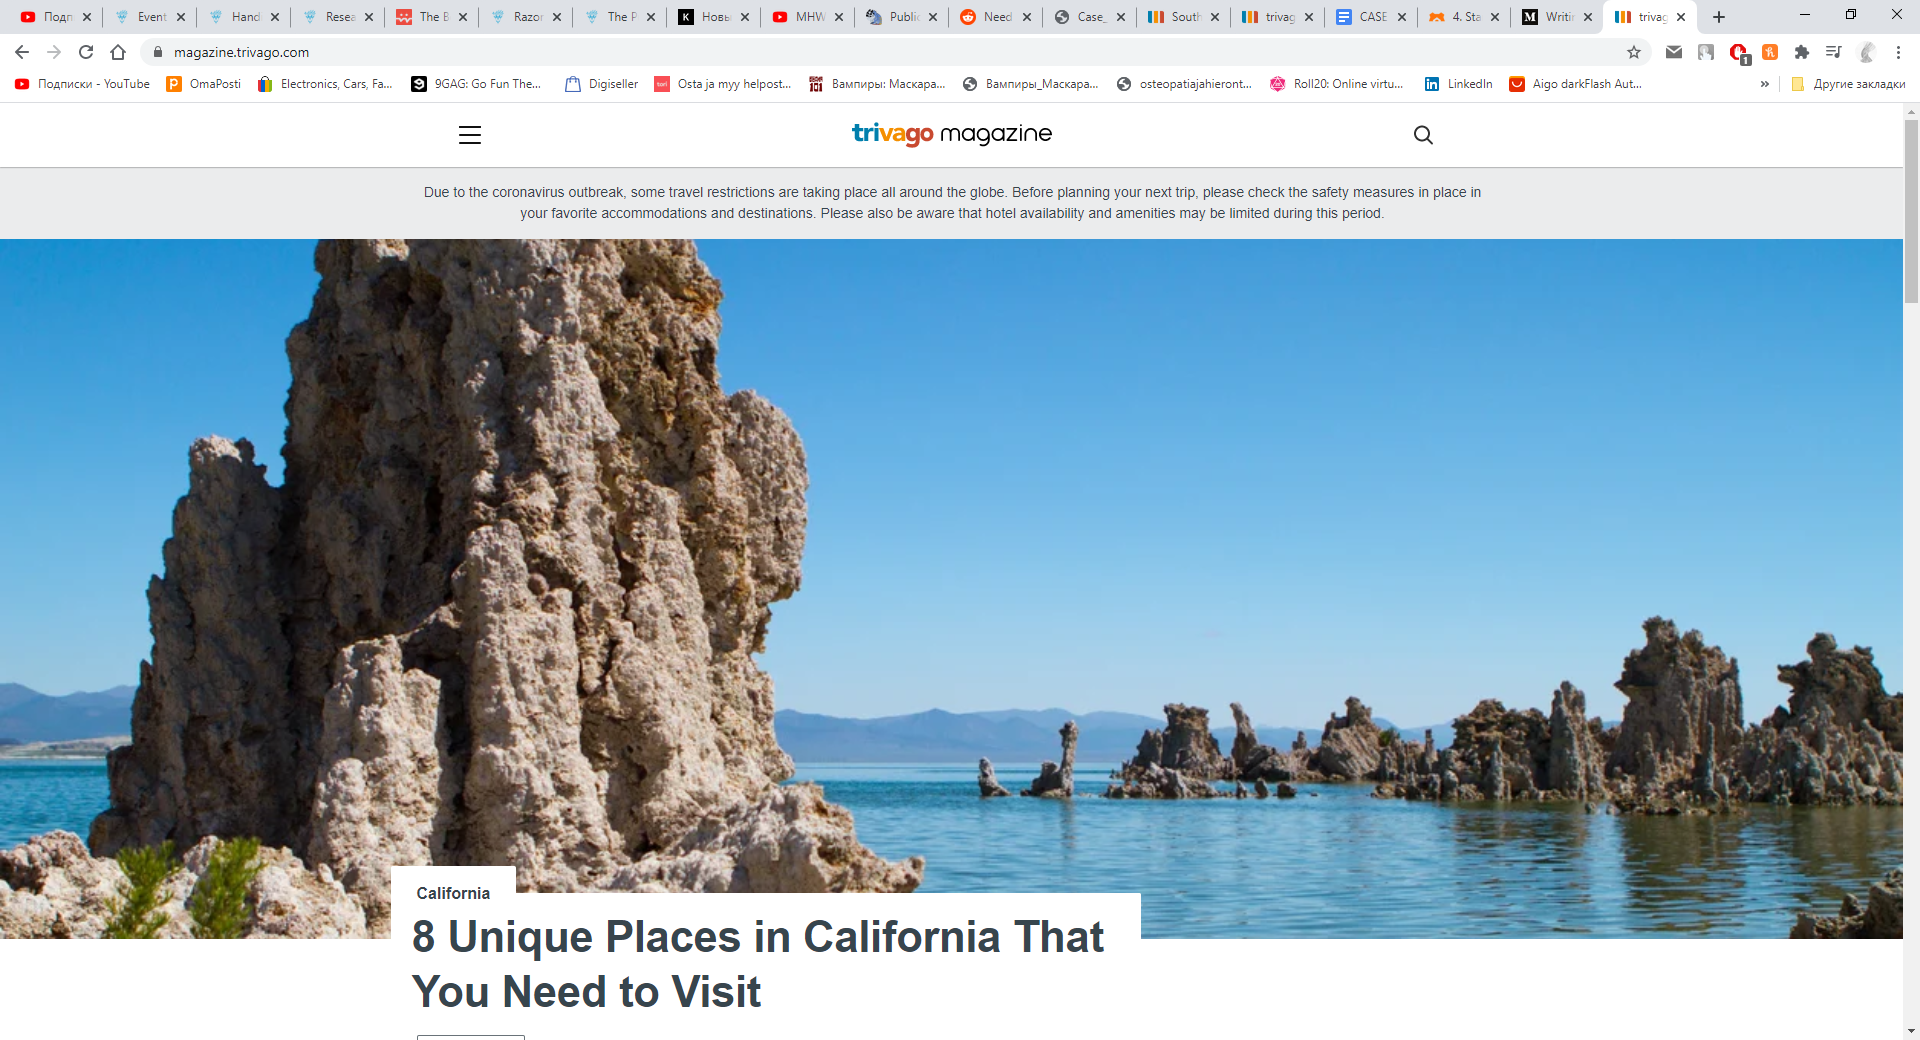 Подп
Event
Hand
Resea
The B
Razor
The P
Новы
MHW
Public
Need
Case_
South
trivag
CASE
4. Sta
Writin
trivag
magazine.trivago.com
1
Подписки - YouTube
OmaPosti
Electronics, Cars, Fa...
9GAG: Go Fun The...
Digiseller
tori
Osta ja myy helpost...
Вампиры: Маскара...
Вампиры_Маскара...
osteopatiajahieront...
Roll20: Online virtu...
LinkedIn
Aigo darkFlash Aut...
»
Другие закладки
trivago magazine
Due to the coronavirus outbreak, some travel restrictions are taking place all around the globe. Before planning your next trip, please check the safety measures in place in
your favorite accommodations and destinations. Please also be aware that hotel availability and amenities may be limited during this period.
California
8 Unique Places in California That
You Need to Visit